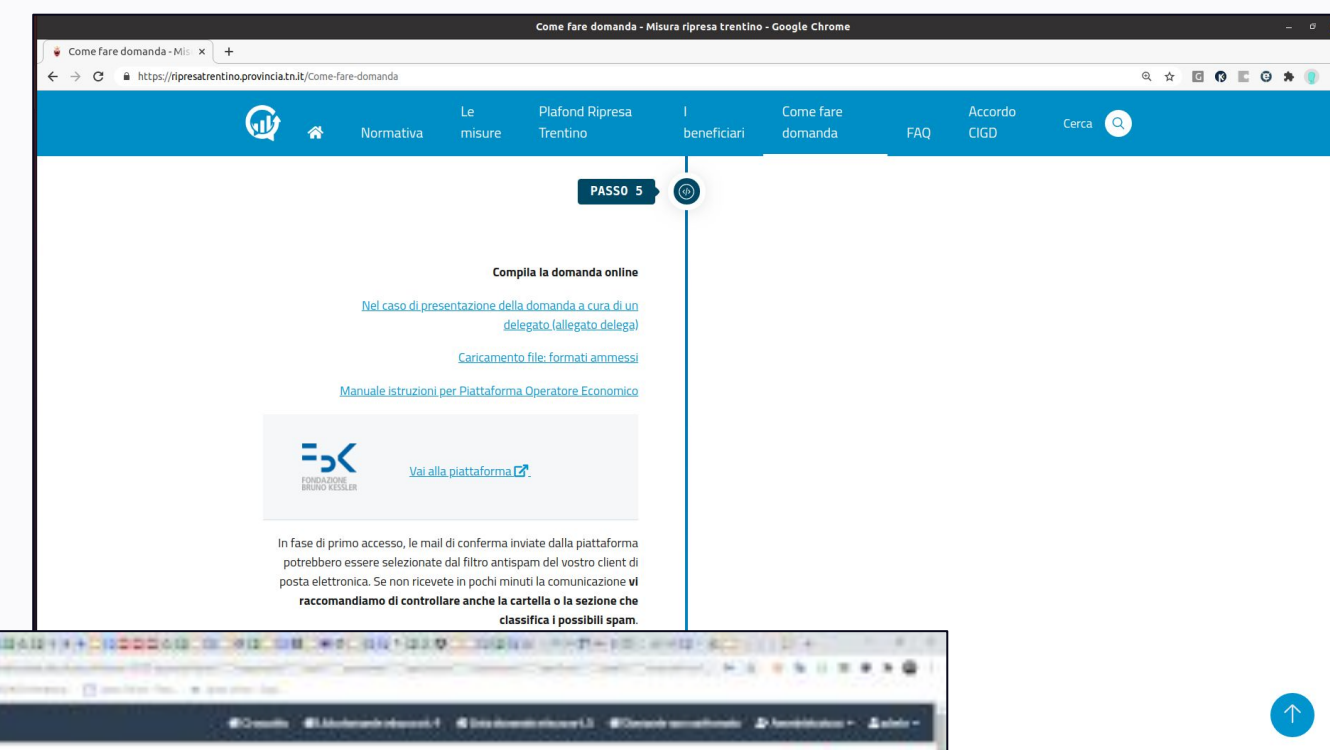 Come fare domanda - Misura ripresa trentino - Google Chrome
Come fare domanda - Mis
https://ripresatrentino.provincia.tn.it/Come-fare-domanda
Normativa
Le misure
Plafond Ripresa Trentino
I beneficiari
Come fare domanda
FAQ
Accordo CIGD
Cerca
PASSO 5
Compila la domanda online
Nel caso di presentazione della domanda a cura di un
delegato (allegato delega)
Caricamento file: formati ammessi
Manuale istruzioni per Piattaforma Operatore Economico
FONDAZIONE
BRUNO KESSLER
Vai alla piattaforma
In fase di primo accesso, le mail di conferma inviate dalla piattaforma
potrebbero essere selezionate dal filtro antispam del vostro client di
posta elettronica. Se non ricevete in pochi minuti la comunicazione vi
raccomandiamo di controllare anche la cartella o la sezione che
classifica i possibili spam.